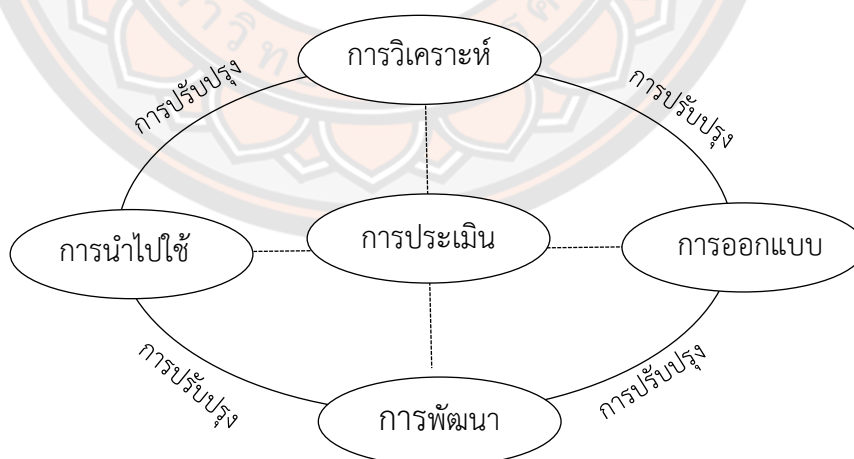 การวิเคราะห์
การปรับปรุง
การปรับปรุง
การนำไปใช้
การประเมิน
การออกแบบ
การปรับปรุง
การปรับปรุง
การพัฒนา